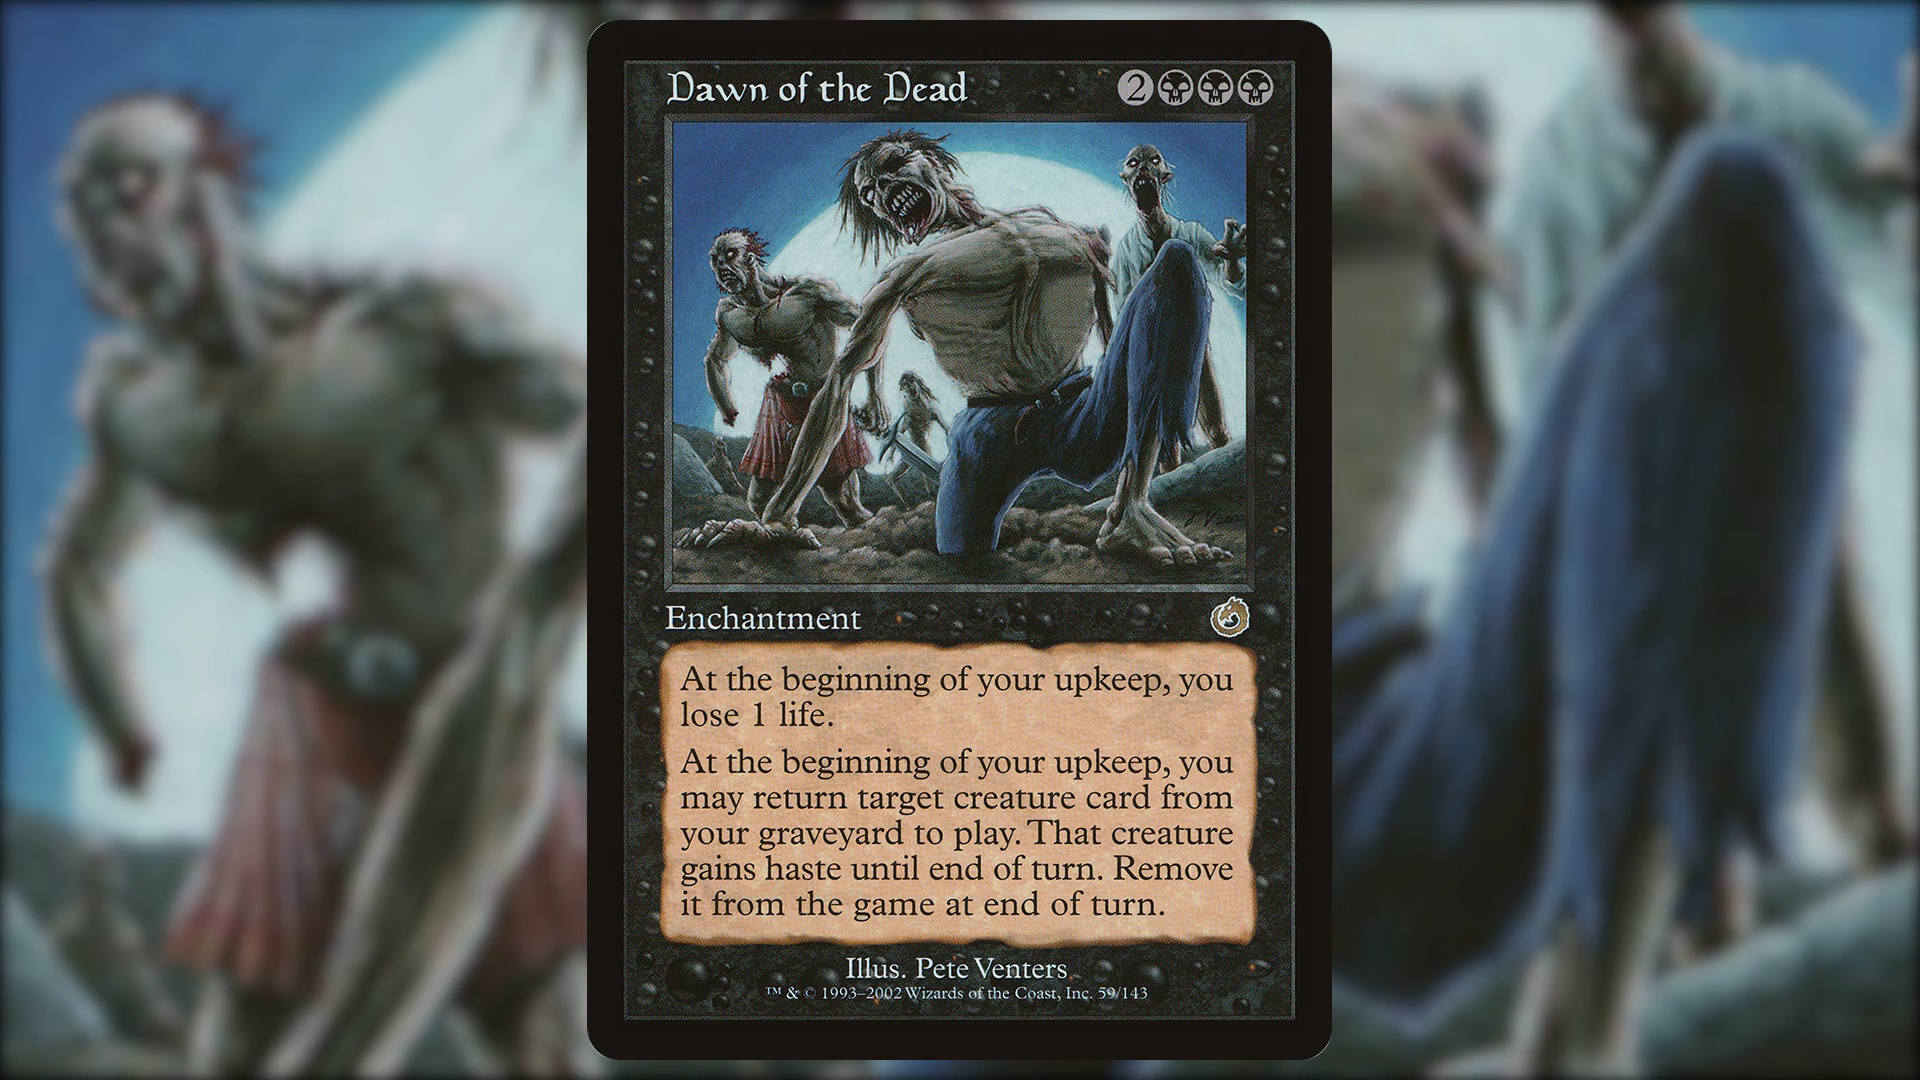 Dawn of the Dead 2
Enchantment
At the beginning of your upkeep, you
lose 1 life.
At the beginning of your upkeep, you
may return target creature card from
your graveyard to play. That creature
gains haste until end of turn. Remove
it from the game at end of turn.
Illus. Pete Venters
™ & © 1993–2002 Wizards of the Coast, Inc. 59/143